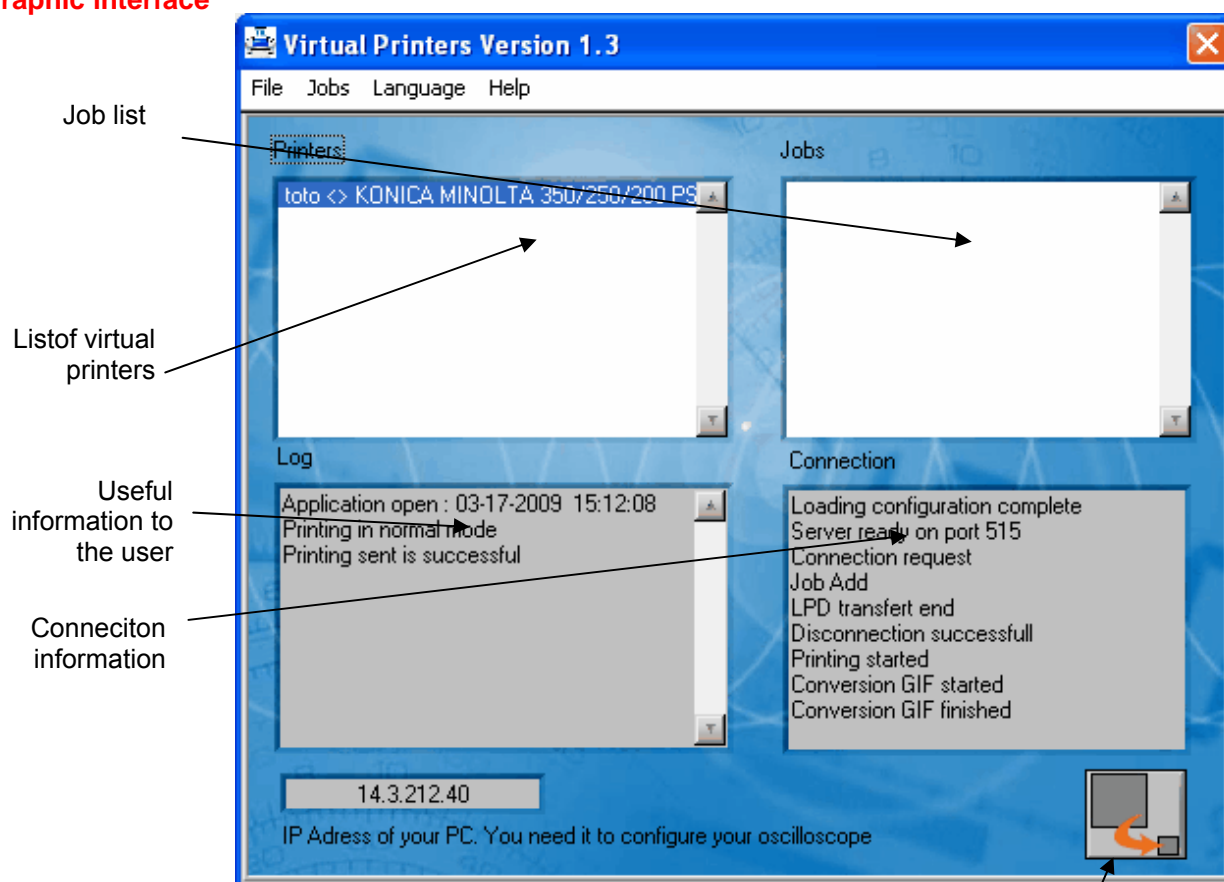 raphic interface
Virtual Printers Version 1.3
File Jobs Language Help
Job list
Printers
Jobs
toto <> KONICA MINOLTA 350/250/200 PS
Listof virtual
printers
Log
Connection
Useful
information to
the user
Application open : 03-17-2009 15:12:08
Printing in normal mode
Printing sent is successful
Loading configuration complete
Server ready on port 515
Connection request
Job Add
LPD transfert end
Disconnection successfull
Printing started
Conversion GIF started
Conversion GIF finished
Conneciton
information
14.3.212.40
IP Adress of your PC. You need it to configure your oscilloscope